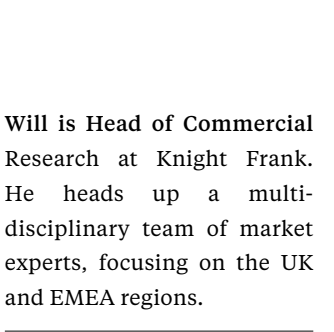 Will is Head of Commercial
Research at Knight Frank.
He heads up a multi-
disciplinary team of market
experts, focusing on the UK
and EMEA regions.